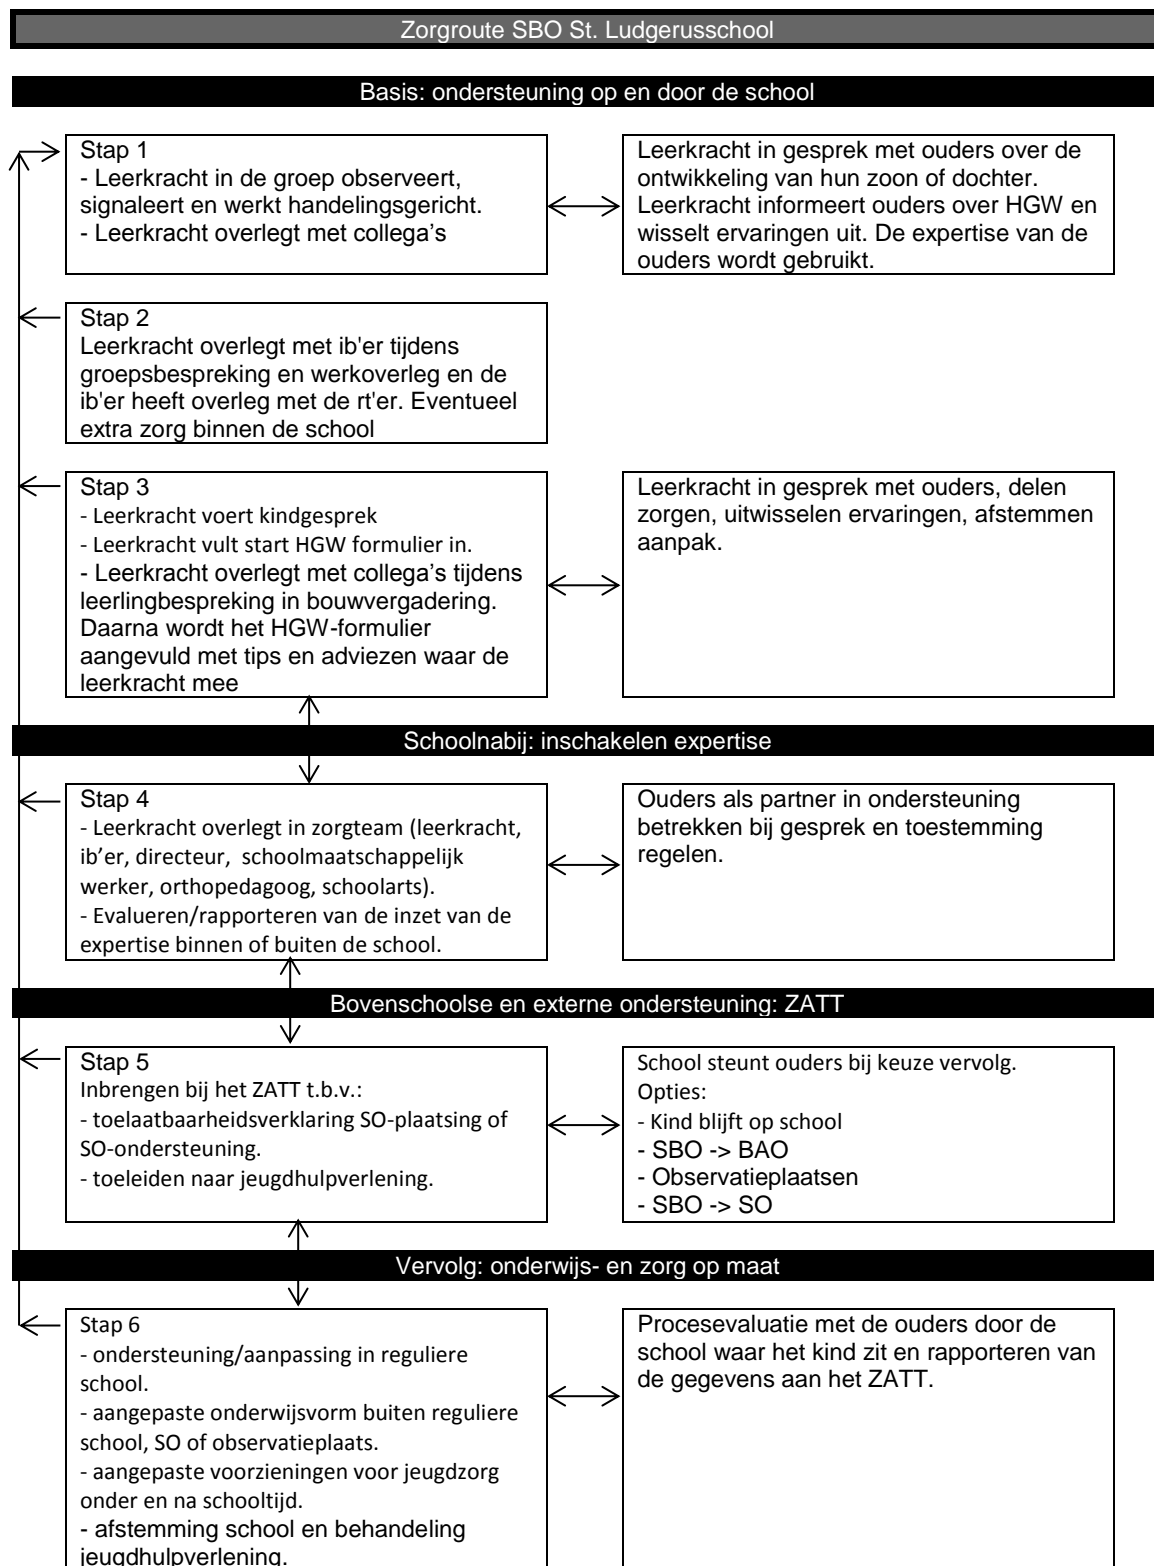 Zorgroute SBO St. Ludgerusschool
Basis: ondersteuning op en door de school
Stap 1
- Leerkracht in de groep observeert,
signaleert en werkt handelingsgericht.
- Leerkracht overlegt met collega's
Leerkracht in gesprek met ouders over de
ontwikkeling van hun zoon of dochter.
Leerkracht informeert ouders over HGW en
wisselt ervaringen uit. De expertise van de
ouders wordt gebruikt.
Stap 2
Leerkracht overlegt met ib'er tijdens
groepsbespreking en werkoverleg en de
ib'er heeft overleg met de rt'er. Eventueel
extra zorg binnen de school
Stap 3
- Leerkracht voert kindgesprek
- Leerkracht vult start HGW formulier in.
- Leerkracht overlegt met collega's tijdens
leerlingbespreking in bouwvergadering.
Daarna wordt het HGW-formulier
aangevuld met tips en adviezen waar de
leerkracht mee
Leerkracht in gesprek met ouders, delen
zorgen, uitwisselen ervaringen, afstemmen
aanpak.
Schoolnabij: inschakelen expertise
Stap 4
- Leerkracht overlegt in zorgteam (leerkracht,
ib'er, directeur,  schoolmaatschappelijk
werker, orthopedagoog, schoolarts).
- Evalueren/rapporteren van de inzet van de
expertise binnen of buiten de school.
Ouders als partner in ondersteuning
betrekken bij gesprek en toestemming
regelen.
Bovenschoolse en externe ondersteuning: ZATT
Stap 5
Inbrengen bij het ZATT t.b.v.:
- toelaatbaarheidsverklaring SO-plaatsing of
SO-ondersteuning.
- toeleiden naar jeugdhulpverlening.
School steunt ouders bij keuze vervolg.
Opties:
- Kind blijft op school
- SBO -> BAO
- Observatieplaatsen
- SBO -> SO
Vervolg: onderwijs- en zorg op maat
Stap 6
- ondersteuning/aanpassing in reguliere
school.
- aangepaste onderwijsvorm buiten reguliere
school, SO of observatieplaats.
- aangepaste voorzieningen voor jeugdzorg
onder en na schooltijd.
- afstemming school en behandeling
jeugdhulpverlening.
Procesevaluatie met de ouders door de
school waar het kind zit en rapporteren van
de gegevens aan het ZATT.